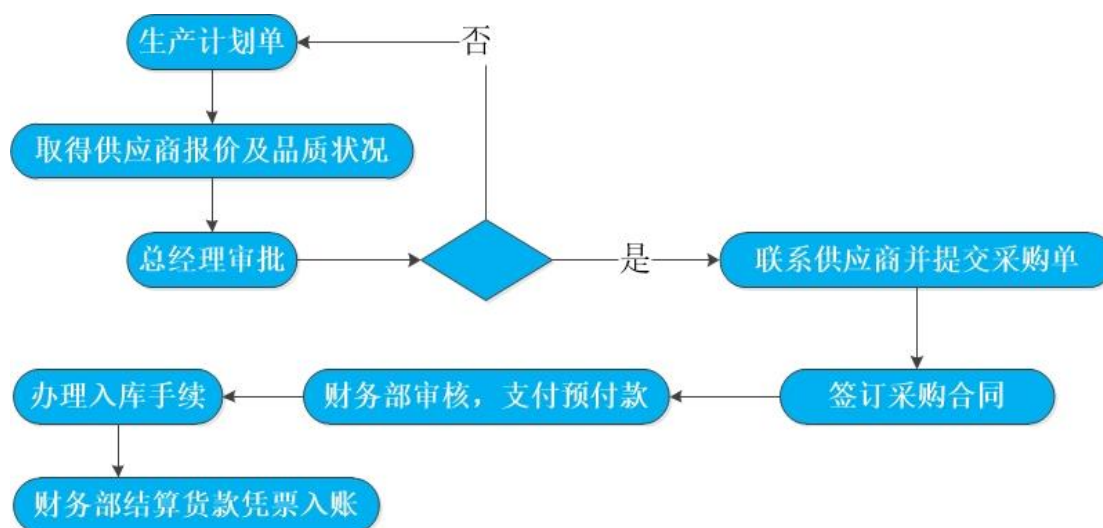 生产计划单
否
取得供应商报价及品质状况
总经理审批
是
联系供应商并提交采购单
签订采购合同
财务部审核，支付预付款
办理入库手续
财务部结算货款凭票入账